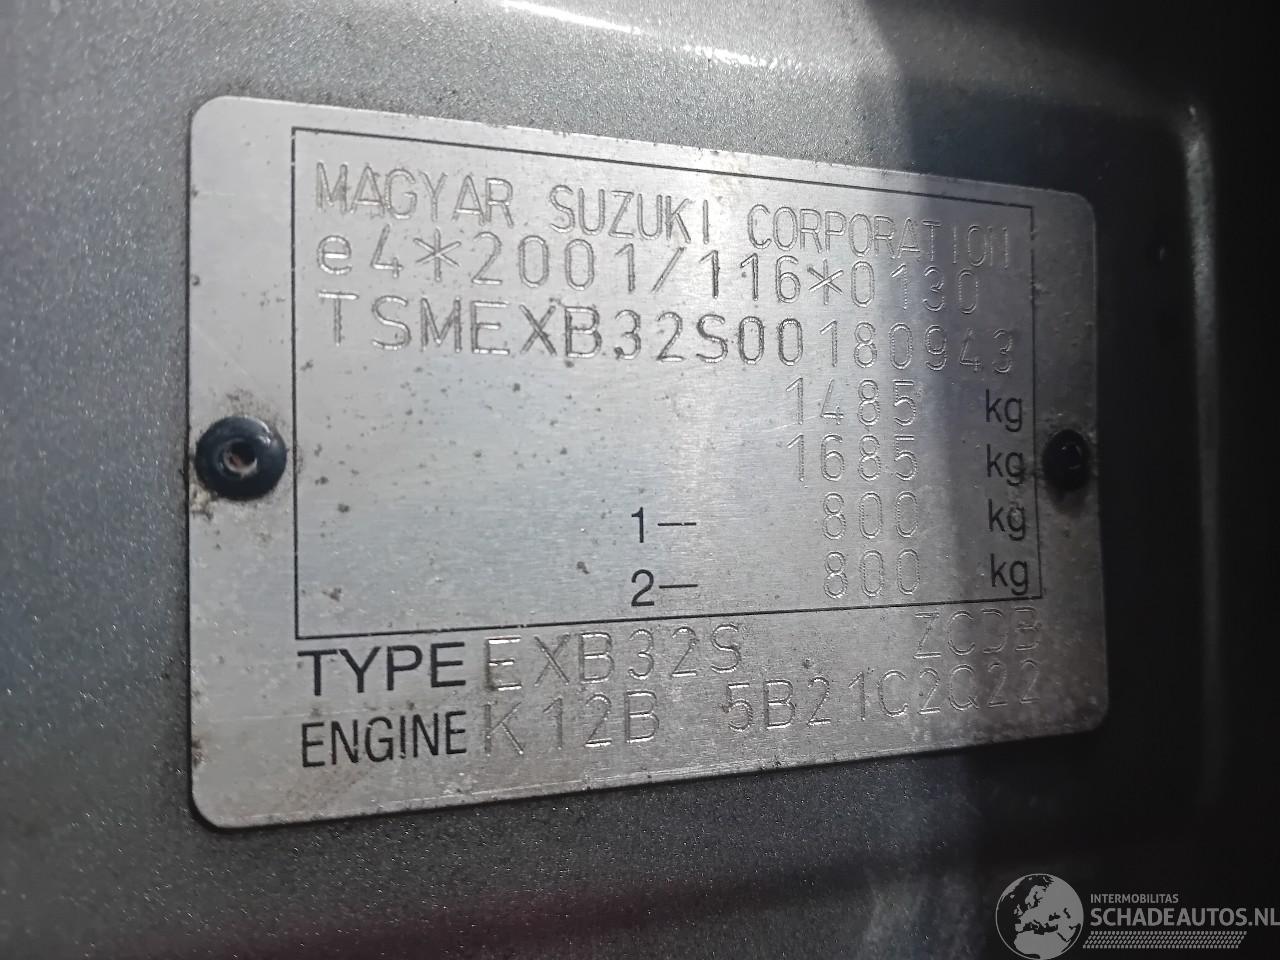 MAGYAR SUZUKI CORPORATION
e4*2001/116*0130
TSMEXB32S00180943
1485 kg
1685 kg
1— 800 kg
2— 800 kg
TYPE EXB32S ZCDB
ENGINE K12B 5B21C2Q22
INTERMOBILITAS
SCHADEAUTOS.NL